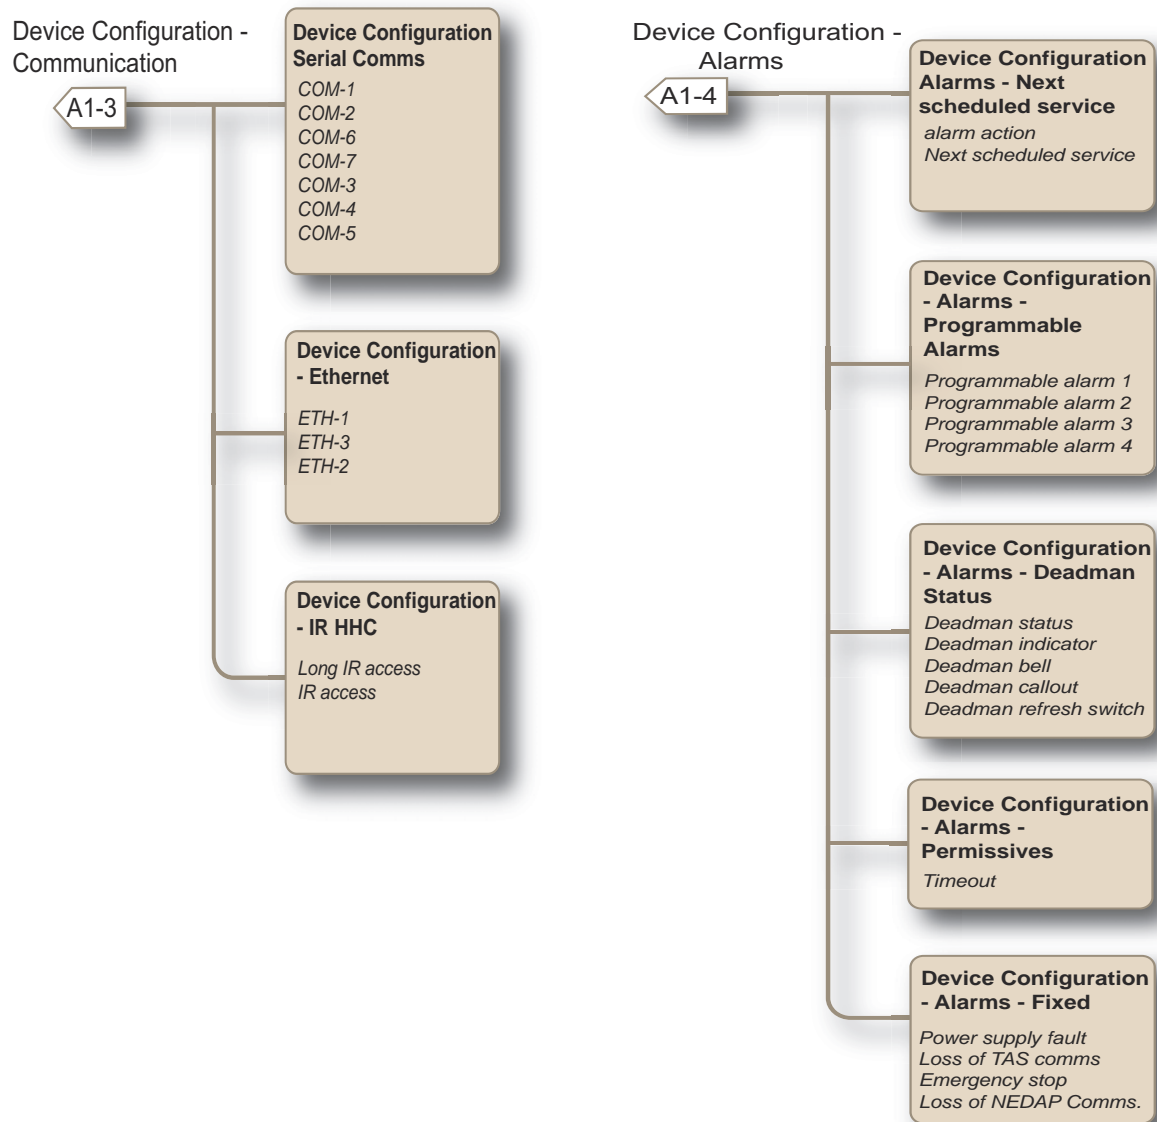 Device Configuration -
Communication
A1-3
Device Configuration
Serial Comms
COM-1
COM-2
COM-6
COM-7
COM-3
COM-4
COM-5
Device Configuration
- Ethernet
ETH-1
ETH-3
ETH-2
Device Configuration
- IR HHC
Long IR access
IR access
Device Configuration -
Alarms
A1-4
Device Configuration
Alarms - Next
scheduled service
alarm action
Next scheduled service
Device Configuration
- Alarms -
Programmable
Alarms
Programmable alarm 1
Programmable alarm 2
Programmable alarm 3
Programmable alarm 4
Device Configuration
- Alarms - Deadman
Status
Deadman status
Deadman indicator
Deadman bell
Deadman callout
Deadman refresh switch
Device Configuration
- Alarms -
Permissives
Timeout
Device Configuration
- Alarms - Fixed
Power supply fault
Loss of TAS comms
Emergency stop
Loss of NEDAP Comms.